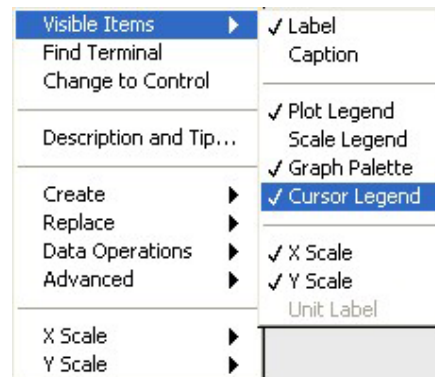 Visible Items
Find Terminal
Change to Control
Description and Tip...
Create
Replace
Data Operations
Advanced
X Scale
Y Scale
Label
Caption
Plot Legend
Scale Legend
Graph Palette
Cursor Legend
X Scale
Y Scale
Unit Label